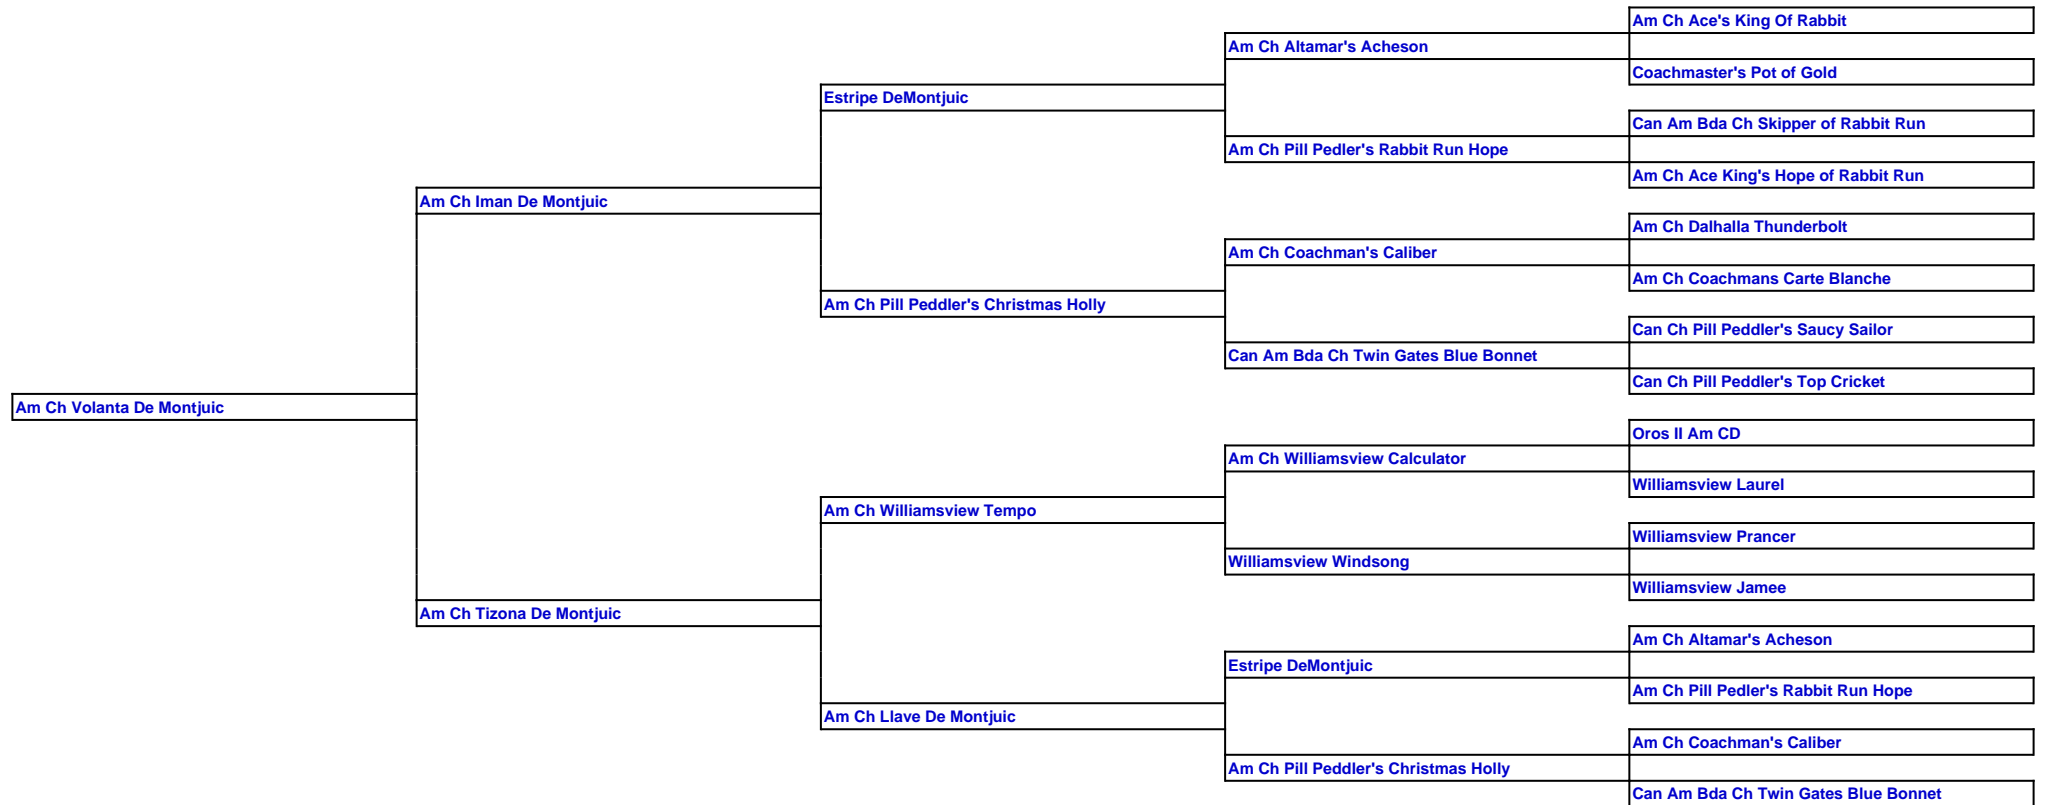 Am Ch Ace's King Of Rabbit
Am Ch Altamar's Acheson
Coachmaster's Pot of Gold
Estripe DeMontjuic
Can Am Bda Ch Skipper of Rabbit Run
Am Ch Pill Pedler's Rabbit Run Hope
Am Ch Ace King's Hope of Rabbit Run
Am Ch Iman De Montjuic
Am Ch Dalhalla Thunderbolt
Am Ch Coachman's Caliber
Am Ch Coachmans Carte Blanche
Am Ch Pill Peddler's Christmas Holly
Can Ch Pill Peddler's Saucy Sailor
Can Am Bda Ch Twin Gates Blue Bonnet
Can Ch Pill Peddler's Top Cricket
Am Ch Volanta De Montjuic
Oros II Am CD
Am Ch Williamsview Calculator
Williamsview Laurel
Am Ch Williamsview Tempo
Williamsview Prancer
Williamsview Windsong
Williamsview Jamee
Am Ch Tizona De Montjuic
Am Ch Altamar's Acheson
Estripe DeMontjuic
Am Ch Pill Pedler's Rabbit Run Hope
Am Ch Llave De Montjuic
Am Ch Coachman's Caliber
Am Ch Pill Peddler's Christmas Holly
Can Am Bda Ch Twin Gates Blue Bonnet